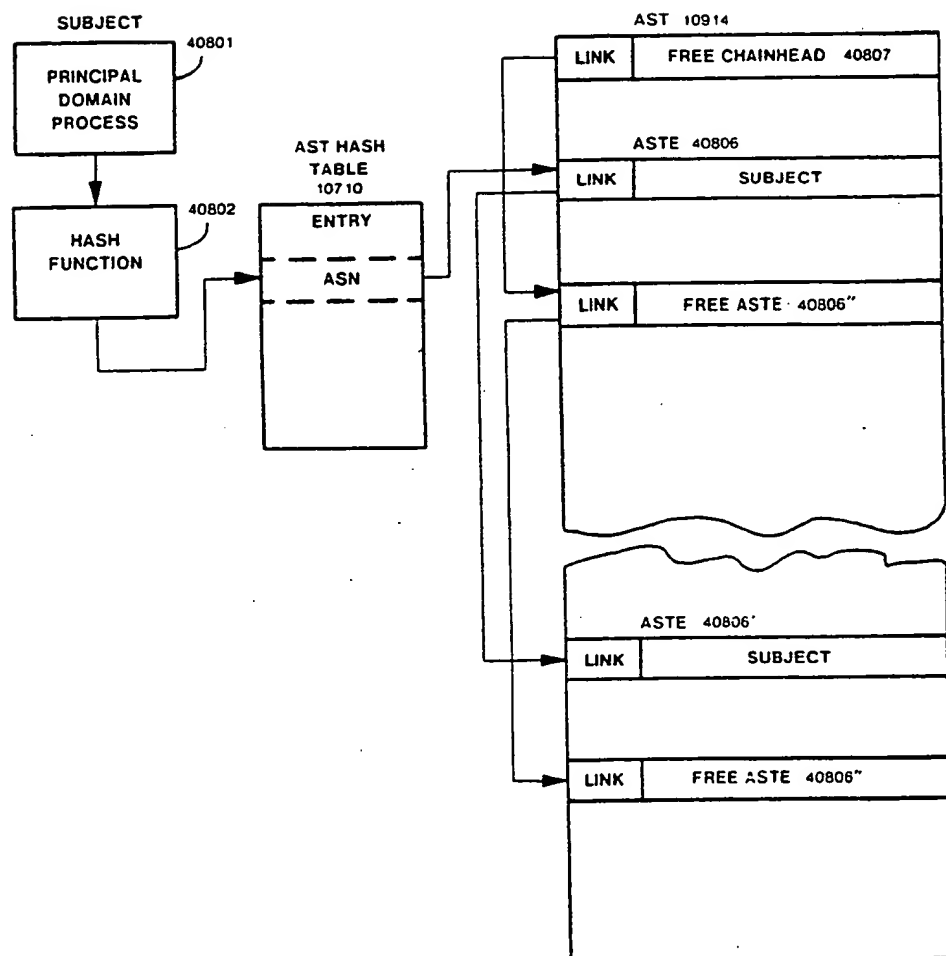 SUBJECT
40801
PRINCIPAL
DOMAIN
PROCESS
40802
HASH
FUNCTION
AST HASH
TABLE
10710
ENTRY
ASN
AST 10914
LINK FREE CHAINHEAD 40807
ASTE 40806
LINK SUBJECT
LINK FREE ASTE 40806"
ASTE 40806'
LINK SUBJECT
LINK FREE ASTE 40806"